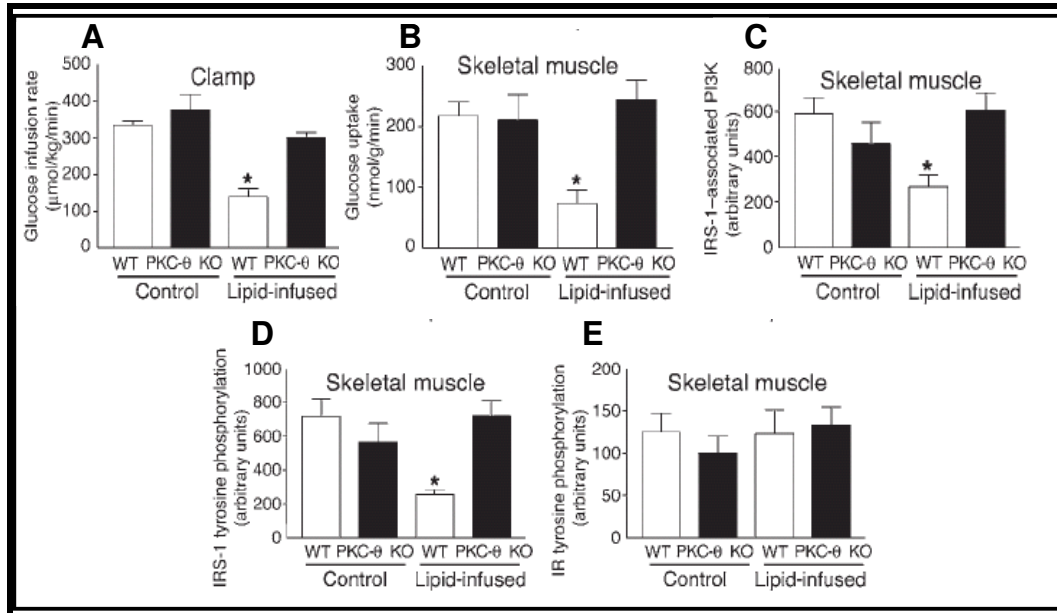 A
Clamp
Glucose infusion rate
(μmol/kg/min)
500
400
300
200
100
0
*
WT PKC-θ KO WT PKC-θ KO
Control Lipid-infused
B
Skeletal muscle
Glucose uptake
(nmol/g/min)
300
200
100
0
*
WT PKC-θ KO WT PKC-θ KO
Control Lipid-infused
C
Skeletal muscle
IRS-1–associated PI3K
(arbitrary units)
800
600
400
200
0
*
WT PKC-θ KO WT PKC-θ KO
Control Lipid-infused
D
Skeletal muscle
IRS-1 tyrosine phosphorylation
(arbitrary units)
1000
800
600
400
200
0
*
WT PKC-θ KO WT PKC-θ KO
Control Lipid-infused
E
Skeletal muscle
IR tyrosine phosphorylation
(arbitrary units)
200
150
100
50
0
WT PKC-θ KO WT PKC-θ KO
Control Lipid-infused